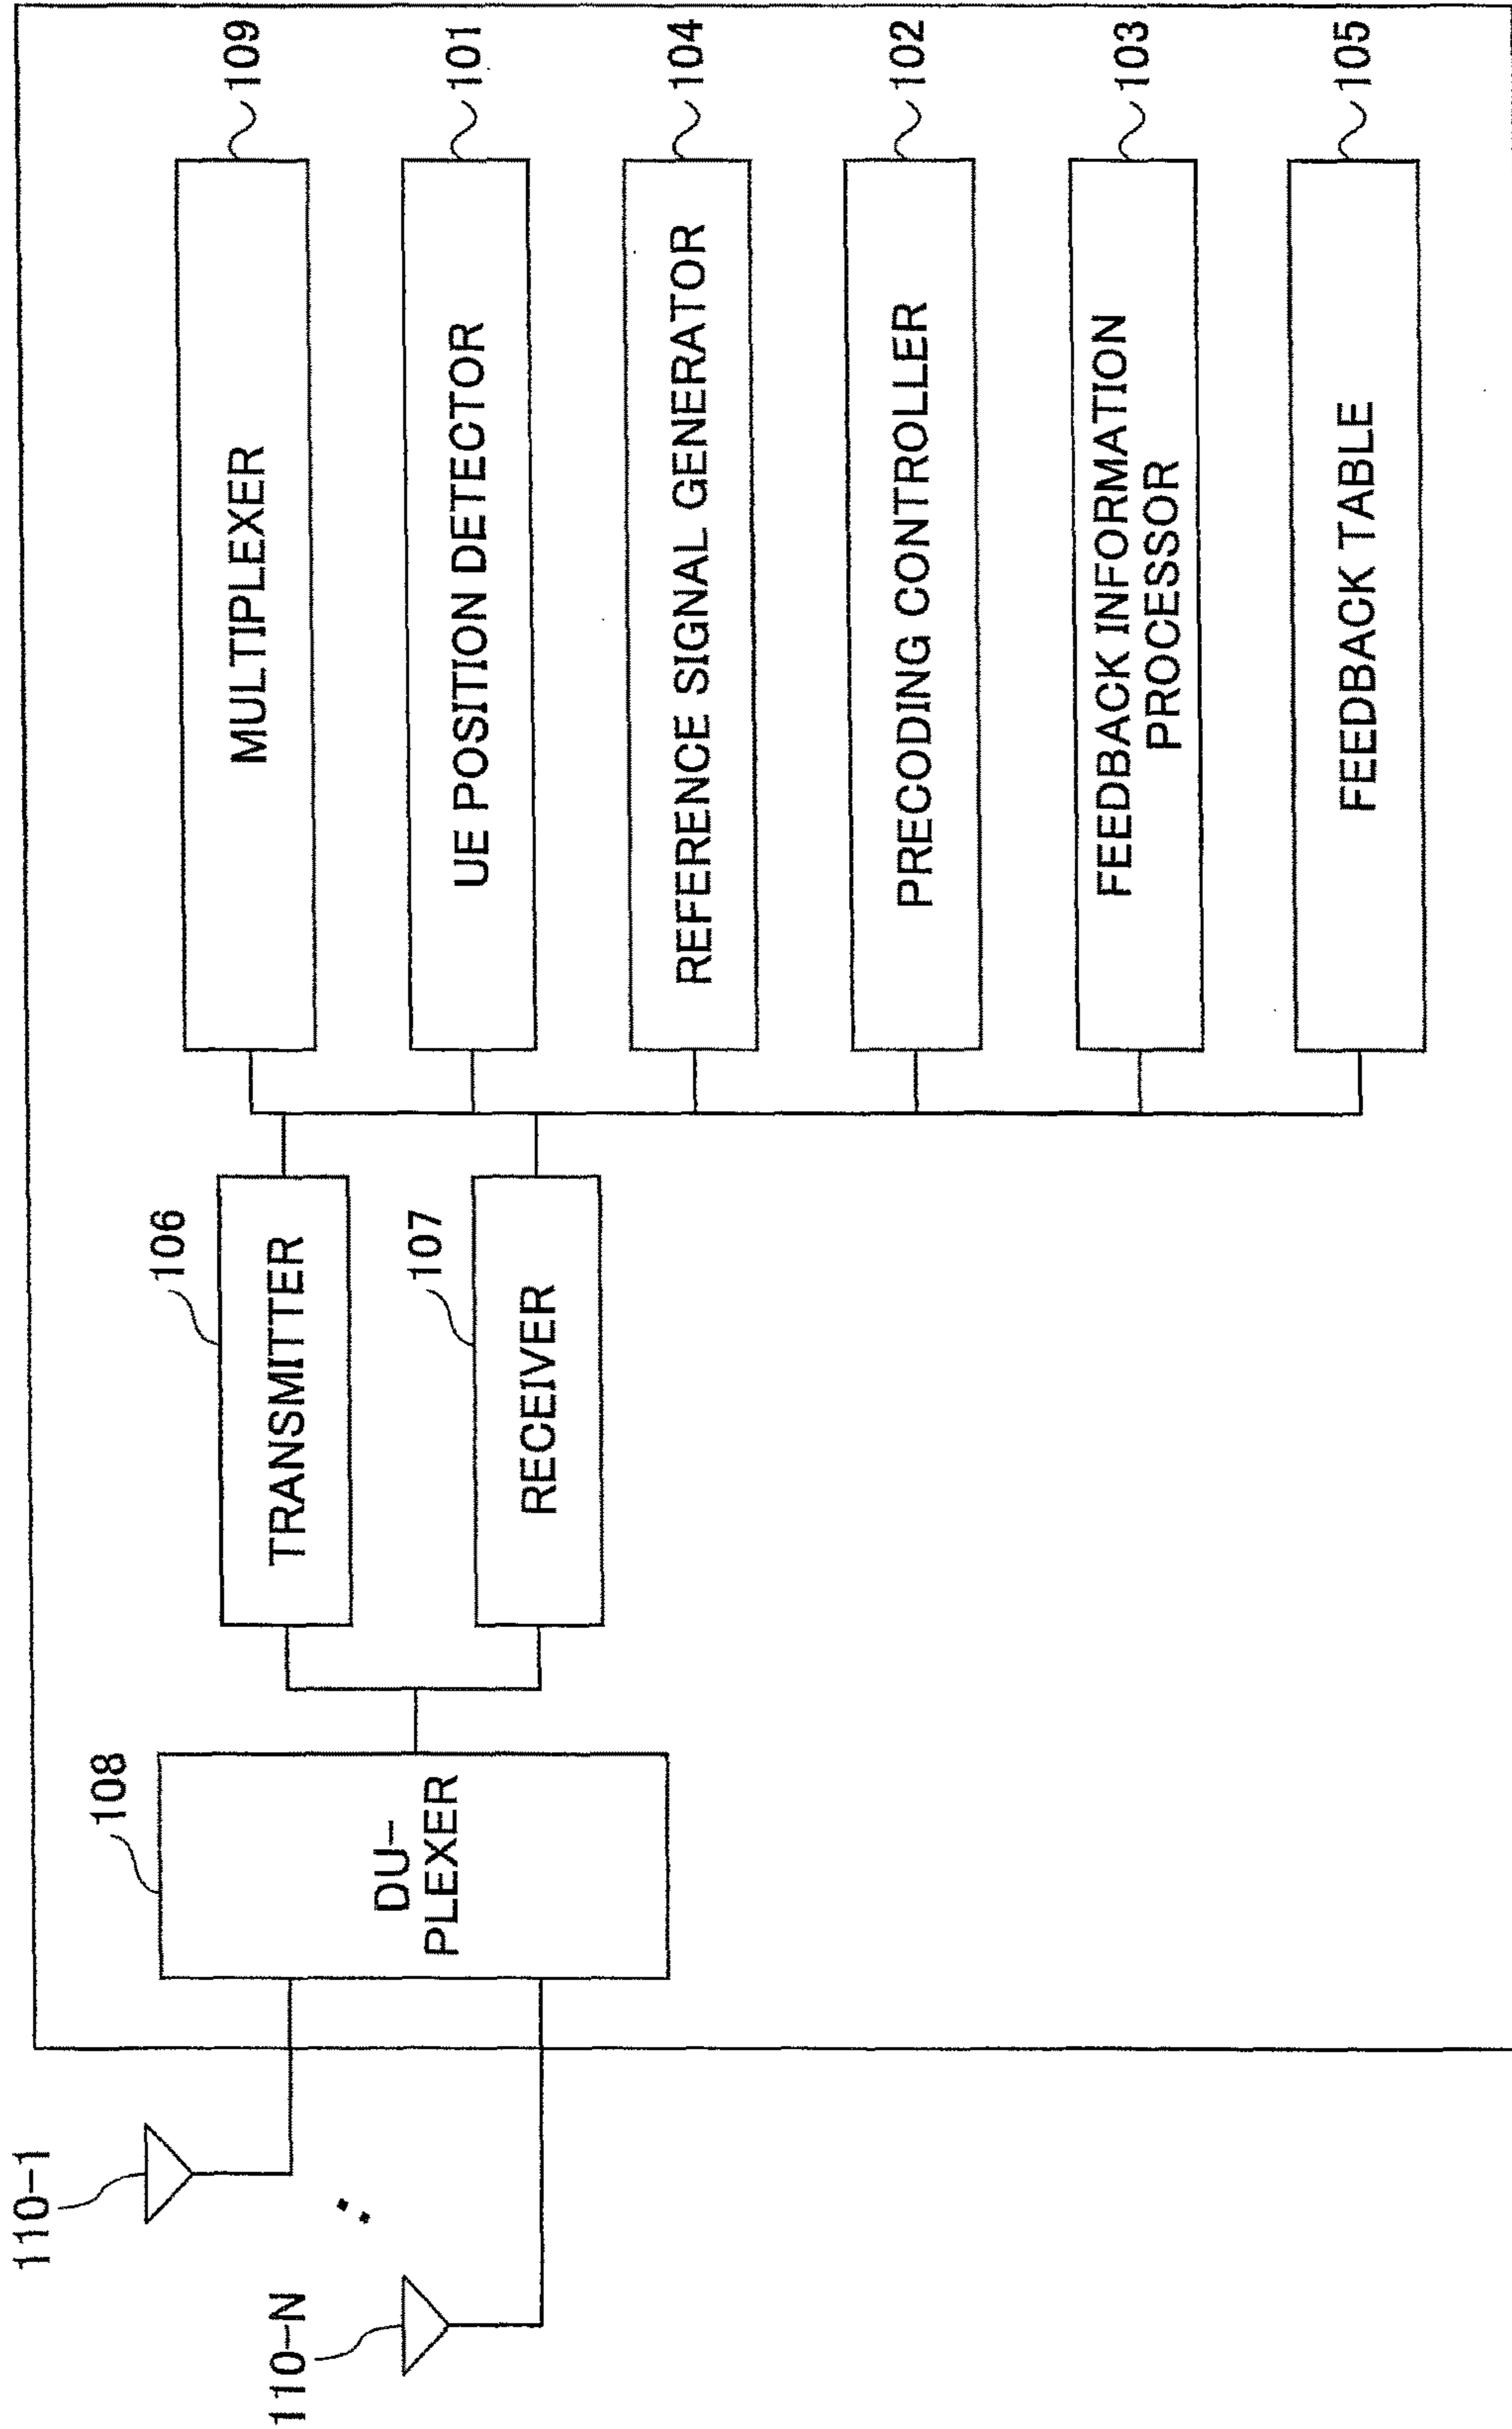 110-1
110-N
108
DU-
PLEXER
106
TRANSMITTER
107
RECEIVER
MULTIPLEXER
109
UE POSITION DETECTOR
101
REFERENCE SIGNAL GENERATOR
104
PRECODING CONTROLLER
102
FEEDBACK INFORMATION
PROCESSOR
103
FEEDBACK TABLE
105